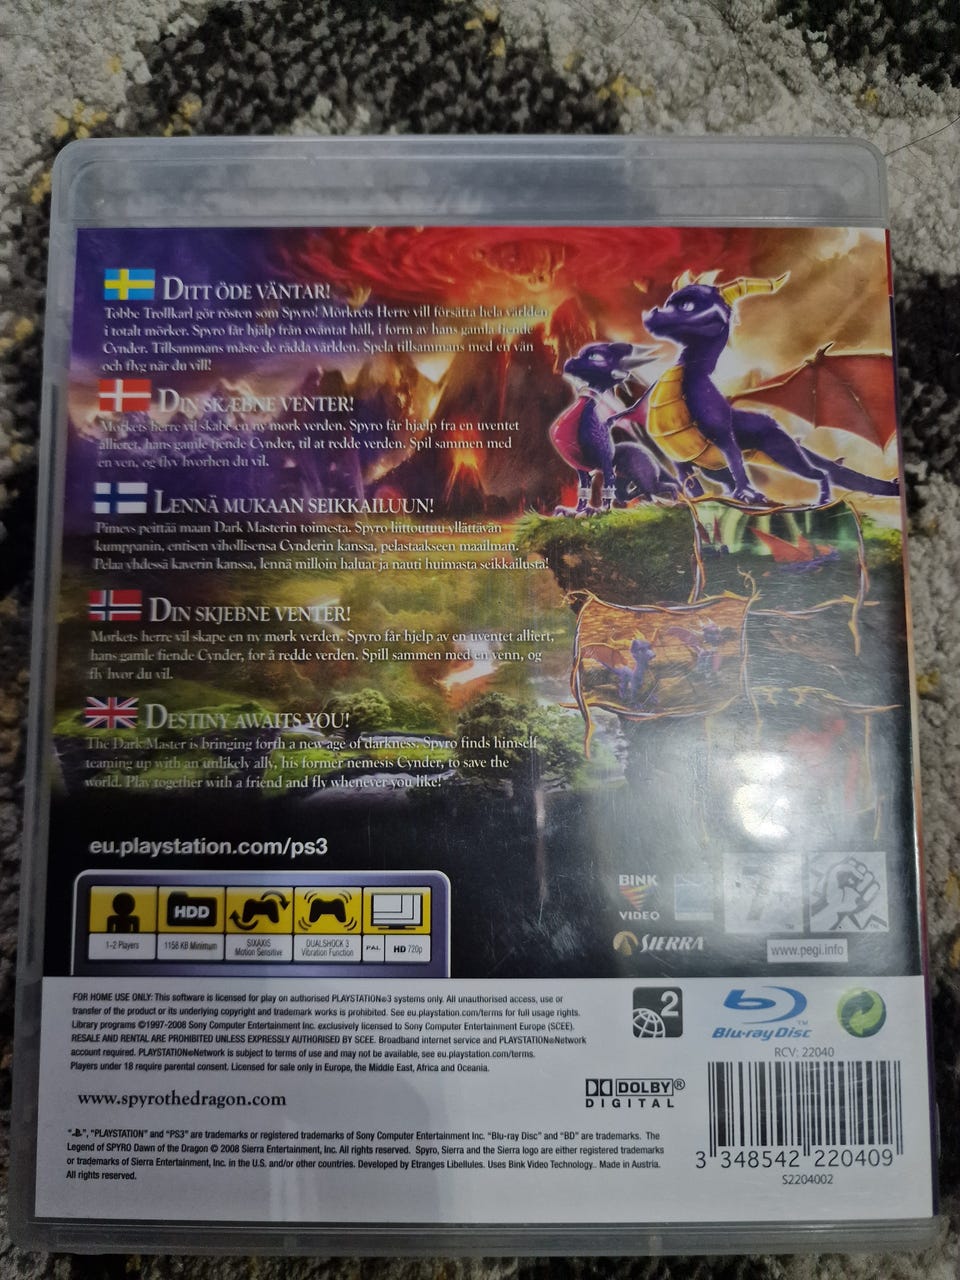 DITT ÖDE VÄNTAR!
Tobbe Trollkarl gör rösten som Spyro! Mörkrets Herre vill försätta hela världen
i totalt mörker. Spyro får hjälp från oväntat håll, i form av hans gamla fiende
Cynder. Tillsammans måste de rädda världen. Spela tillsammans med en vän
och flyg när du vill!
DIN SKÆBNE VENTER!
Mørkets herre vil skabe en ny mørk verden. Spyro får hjælp fra en uventet
allieret, hans gamle fjende Cynder, til at redde verden. Spil sammen med
en ven, og flyv hvorhen du vil.
LENNÄ MUKAAN SEIKKAILUUN!
Pimeys peittää maan Dark Masterin toimesta. Spyro liittoutuu yllättävän
kumppanin, entisen vihollisensa Cynderin kanssa, pelastaakseen maailman.
Pelaa yhdessä kaverin kanssa, lennä milloin haluat ja nauti huimasta seikkailusta!
DIN SKJEBNE VENTER!
Mørkets herre vil skape en ny mørk verden. Spyro får hjelp av en uventet alliert,
hans gamle fiende Cynder, for å redde verden. Spill sammen med en venn, og
fly hvor du vil.
DESTINY AWAITS YOU!
The Dark Master is bringing forth a new age of darkness. Spyro finds himself
teaming up with an unlikely ally, his former nemesis Cynder, to save the
world. Play together with a friend and fly whenever you like!
eu.playstation.com/ps3
HDD
1-2 Players
1158 KB Minimum
SIXAXIS
Motion Sensitive
DUALSHOCK 3
Vibration Function
PAL
HD 720p
BINK
VIDEO
7+
SIERRA
www.pegi.info
FOR HOME USE ONLY: This software is licensed for play on authorised PLAYSTATION®3 systems only. All unauthorised access, use or
transfer of the product or its underlying copyright and trademark works is prohibited. See eu.playstation.com/terms for full usage rights.
Library programs ©1997-2008 Sony Computer Entertainment Inc. exclusively licensed to Sony Computer Entertainment Europe (SCEE).
RESALE AND RENTAL ARE PROHIBITED UNLESS EXPRESSLY AUTHORISED BY SCEE. Broadband internet service and PLAYSTATION®Network
account required. PLAYSTATION®Network is subject to terms of use and may not be available, see eu.playstation.com/terms.
Players under 18 require parental consent. Licensed for sale only in Europe, the Middle East, Africa and Oceania.
2
Blu-ray Disc™
RCV: 22040
www.spyrothedragon.com
DOLBY®
DIGITAL
"PS", "PLAYSTATION" and "PS3" are trademarks or registered trademarks of Sony Computer Entertainment Inc. "Blu-ray Disc" and "BD" are trademarks. The
Legend of SPYRO Dawn of the Dragon © 2008 Sierra Entertainment, Inc. All rights reserved. Spyro, Sierra and the Sierra logo are either registered trademarks
or trademarks of Sierra Entertainment, Inc. in the U.S. and/or other countries. Developed by Etranges Libellules. Uses Bink Video Technology.. Made in Austria.
All rights reserved.
3 348542 220409
S2204002